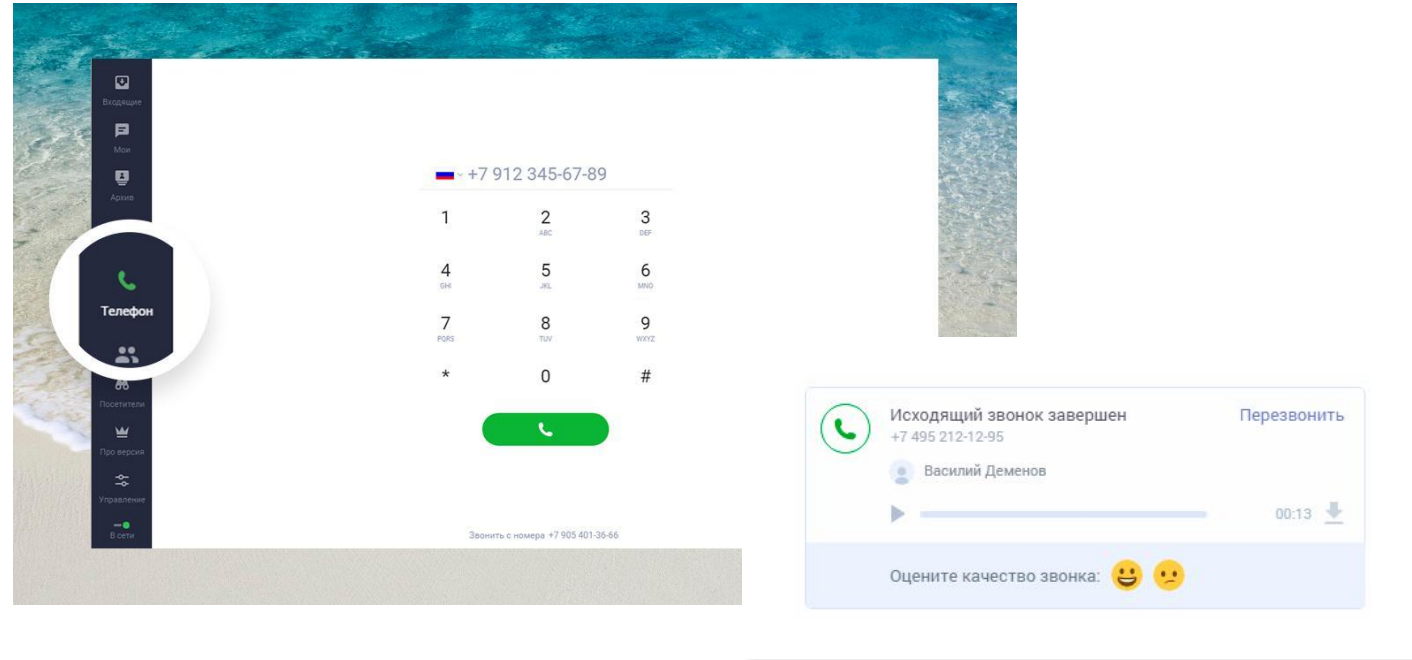 Входящие
Мои
Архив
Телефон
Посетители
Про версия
Управление
В сети
+7 912 345-67-89
1 2 3
ABC DEF
4 5 6
GHI JKL MNO
7 8 9
PQRS TUV WXYZ
* 0 #
Звонить с номера +7 905 401-36-66
Исходящий звонок завершен Перезвонить
+7 495 212-12-95
Василий Деменов
00:13
Оцените качество звонка: